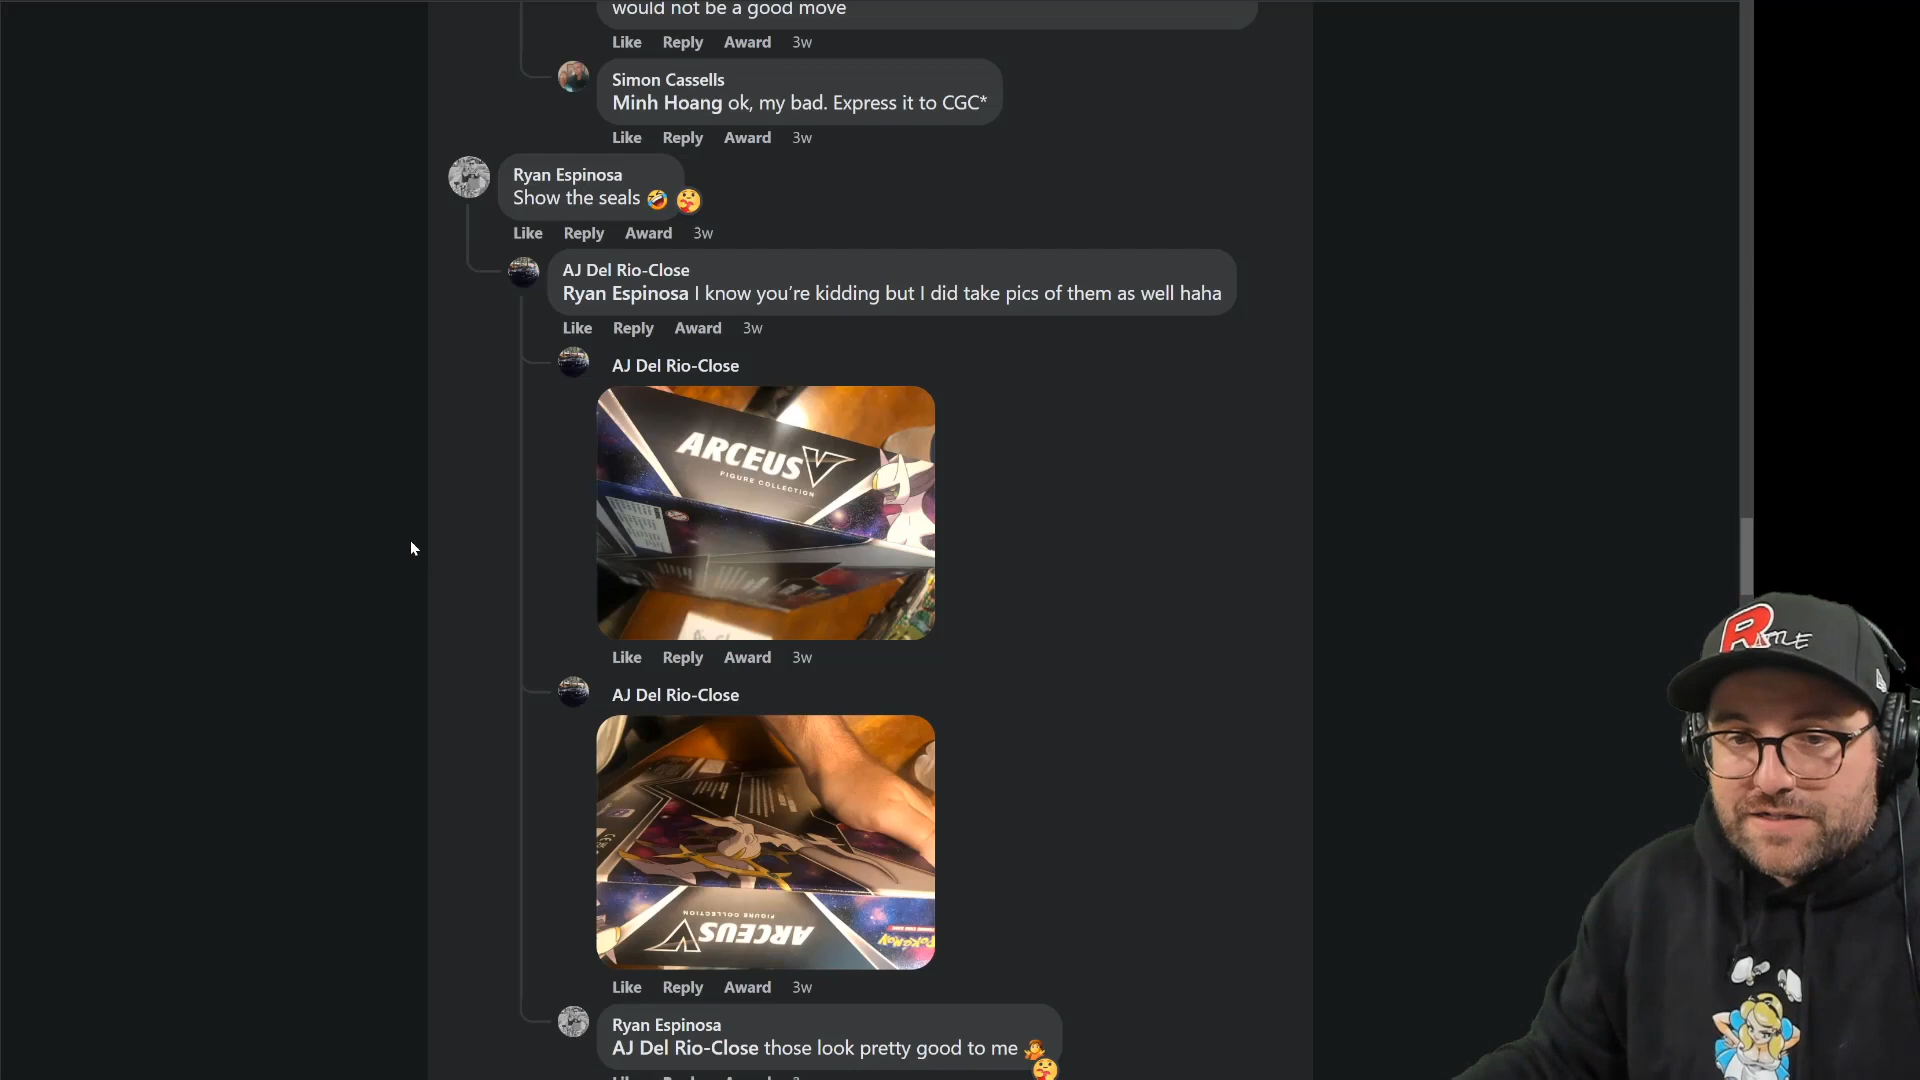 would not be a good move
Like Reply Award 3w
Simon Cassells
Minh Hoang ok, my bad. Express it to CGC*
Like Reply Award 3w
Ryan Espinosa
Show the seals 🤣
Like Reply Award 3w
AJ Del Rio-Close
Ryan Espinosa I know you're kidding but I did take pics of them as well haha
Like Reply Award 3w
AJ Del Rio-Close
ARCEUS V
FIGURE COLLECTION
Like Reply Award 3w
AJ Del Rio-Close
FIGURE COLLECTION
ARCEUS V
POKÉMON
Like Reply Award 3w
Ryan Espinosa
AJ Del Rio-Close those look pretty good to me 🤷
RATTLE